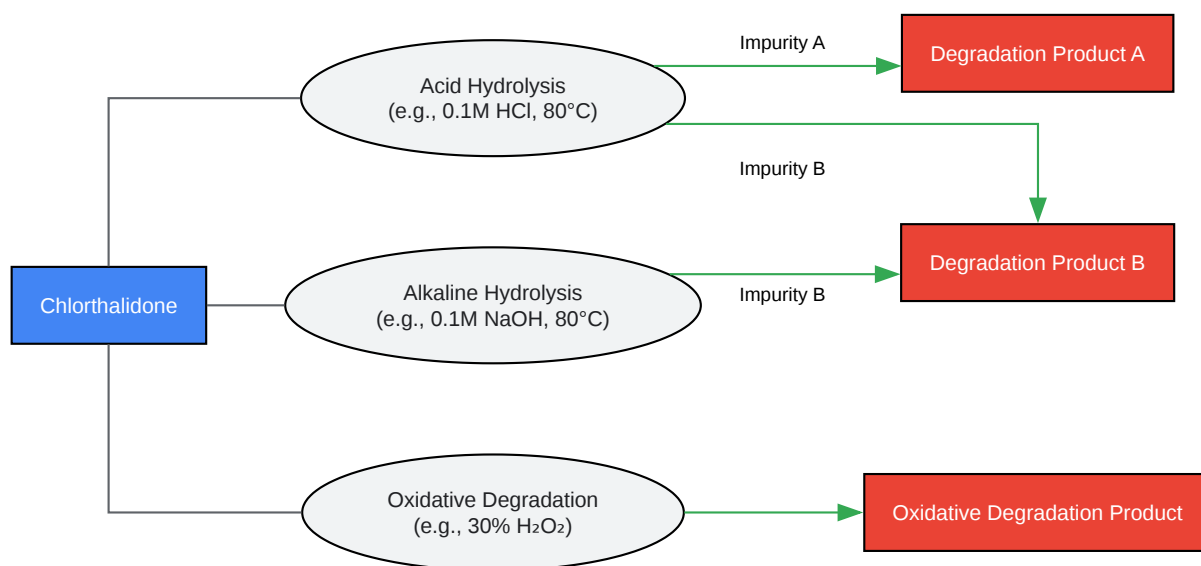 Impurity A
Degradation Product A
Acid Hydrolysis
(e.g., 0.1M HCl, 80°C)
Impurity B
Degradation Product B
Chlorthalidone
Alkaline Hydrolysis
(e.g., 0.1M NaOH, 80°C)
Impurity B
Oxidative Degradation
(e.g., 30% H₂O₂)
Oxidative Degradation Product